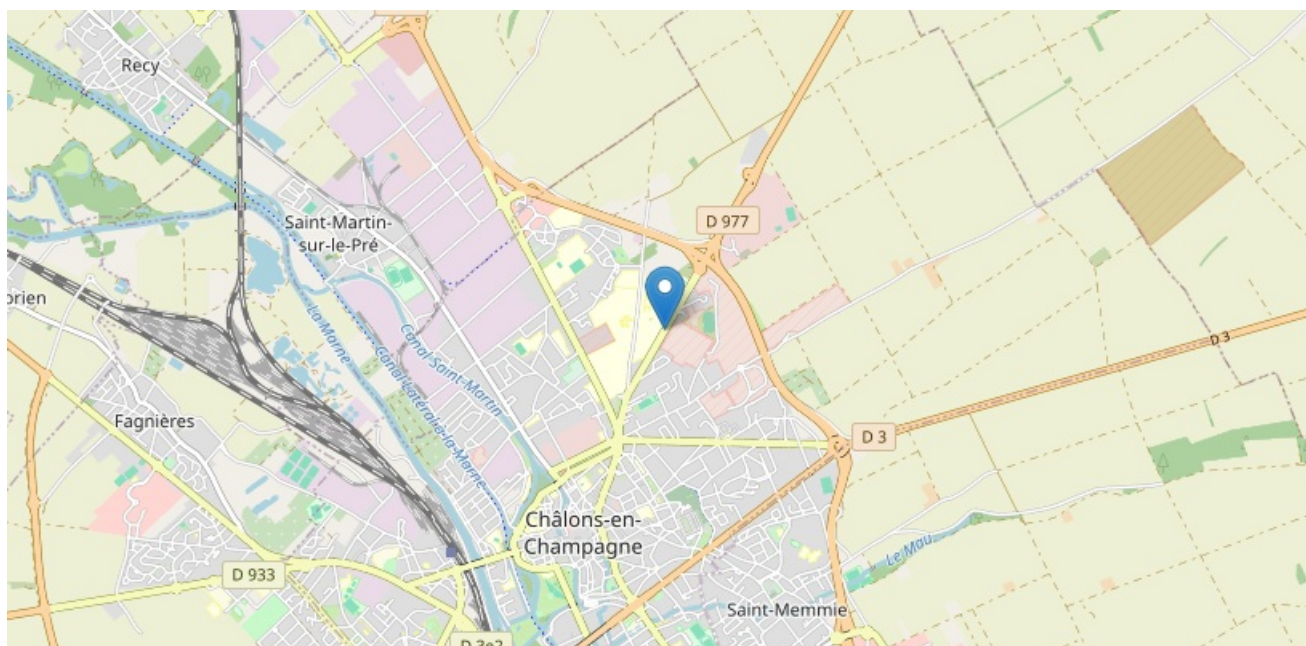 Recy
Saint-Martin-
sur-le-Pré
D 977
orien
La Marne
Canal Saint-Martin
Canal Latéral à la Marne
D 3
Fagnières
D 3
Châlons-en-
Champagne
Le Mau
D 933
Saint-Memmie
D 3e2